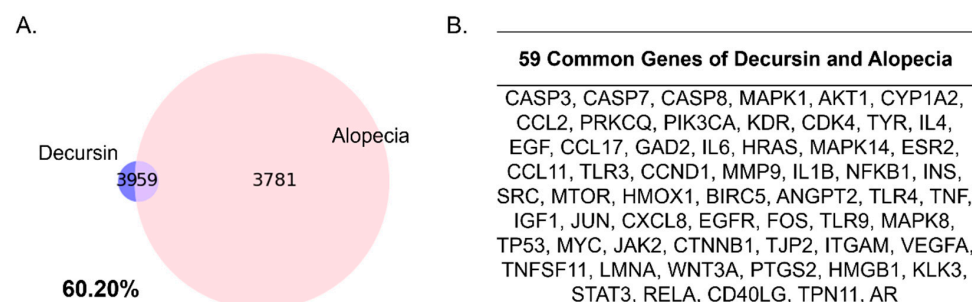 A.
Decursin
Alopecia
3959
3781
60.20%
B.
59 Common Genes of Decursin and Alopecia
CASP3, CASP7, CASP8, MAPK1, AKT1, CYP1A2,
CCL2, PRKCQ, PIK3CA, KDR, CDK4, TYR, IL4,
EGF, CCL17, GAD2, IL6, HRAS, MAPK14, ESR2,
CCL11, TLR3, CCND1, MMP9, IL1B, NFKB1, INS,
SRC, MTOR, HMOX1, BIRC5, ANGPT2, TLR4, TNF,
IGF1, JUN, CXCL8, EGFR, FOS, TLR9, MAPK8,
TP53, MYC, JAK2, CTNNB1, TJP2, ITGAM, VEGFA,
TNFSF11, LMNA, WNT3A, PTGS2, HMGB1, KLK3,
STAT3, RELA, CD40LG, TPN11, AR